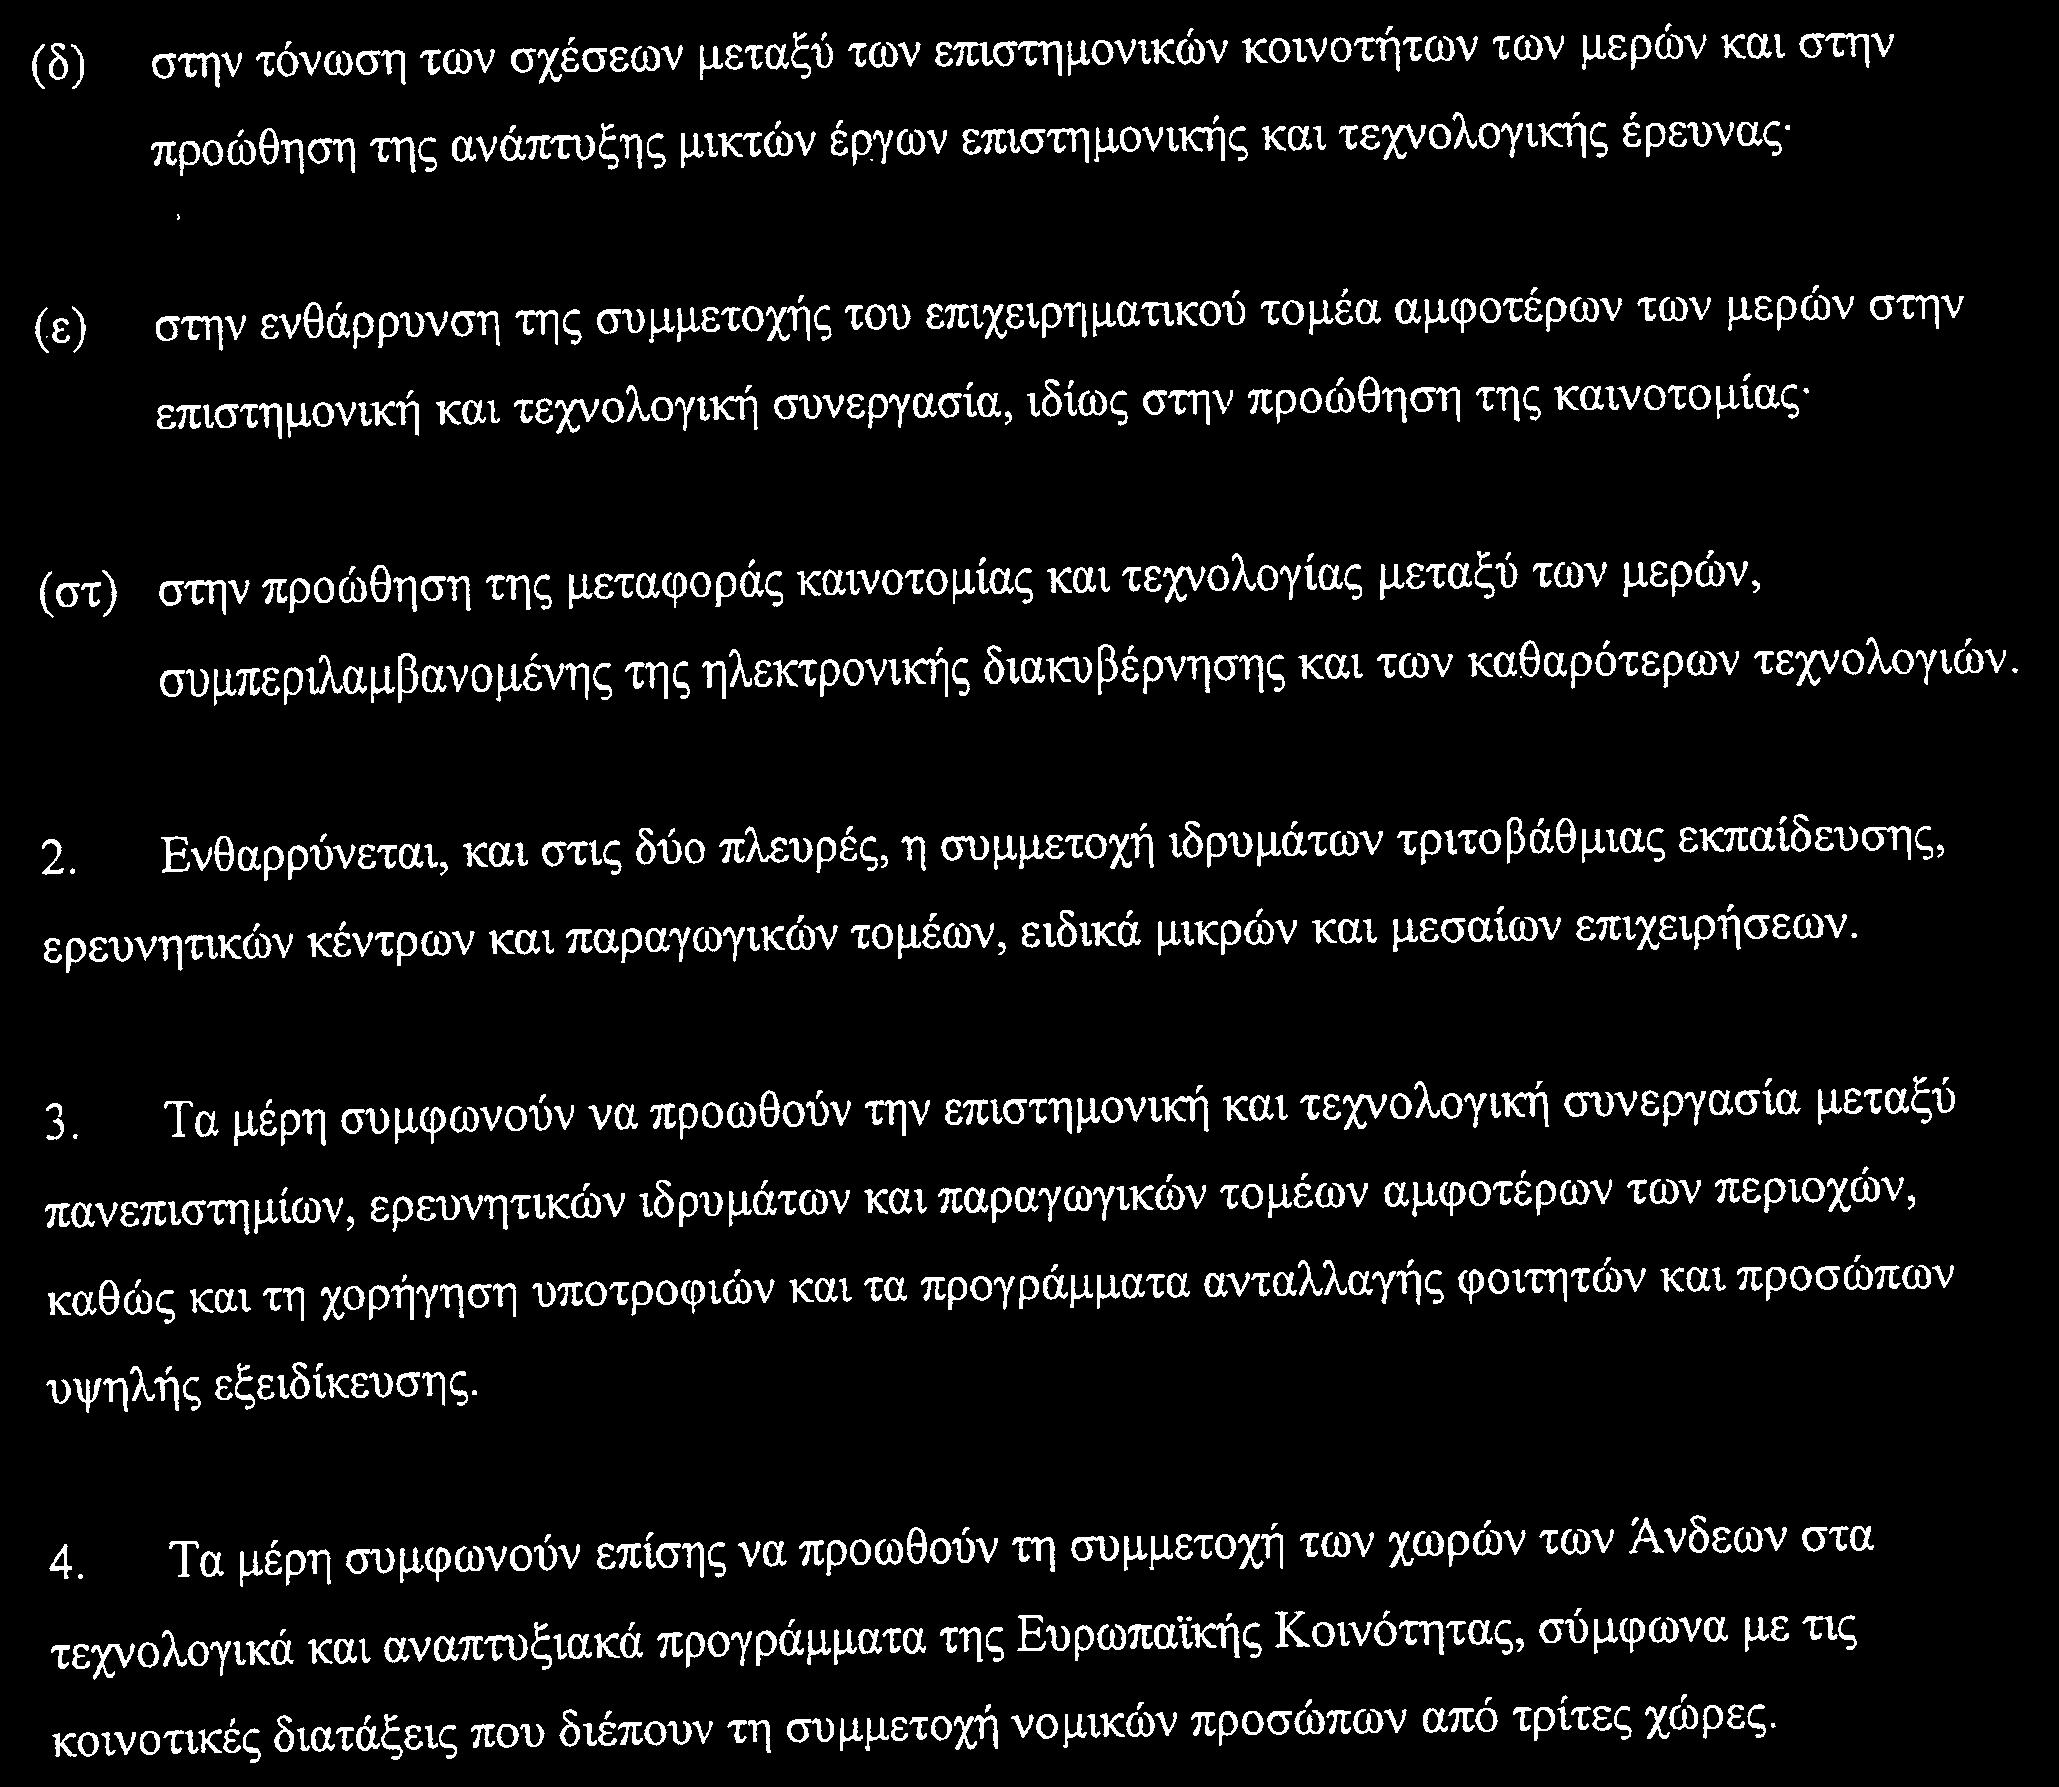 (δ) στην τόνωση των σχέσεων μεταξύ των επιστημονικών κοινοτήτων των μερών και στην
προώθηση της ανάπτυξης μικτών έργων επιστημονικής και τεχνολογικής έρευνας·
(ε) στην ενθάρρυνση της συμμετοχής του επιχειρηματικού τομέα αμφοτέρων των μερών στην
επιστημονική και τεχνολογική συνεργασία, ιδίως στην προώθηση της καινοτομίας·
(στ) στην προώθηση της μεταφοράς καινοτομίας και τεχνολογίας μεταξύ των μερών,
συμπεριλαμβανομένης της ηλεκτρονικής διακυβέρνησης και των καθαρότερων τεχνολογιών.
2. Ενθαρρύνεται, και στις δύο πλευρές, η συμμετοχή ιδρυμάτων τριτοβάθμιας εκπαίδευσης,
ερευνητικών κέντρων και παραγωγικών τομέων, ειδικά μικρών και μεσαίων επιχειρήσεων.
3. Τα μέρη συμφωνούν να προωθούν την επιστημονική και τεχνολογική συνεργασία μεταξύ
πανεπιστημίων, ερευνητικών ιδρυμάτων και παραγωγικών τομέων αμφοτέρων των περιοχών,
καθώς και τη χορήγηση υποτροφιών και τα προγράμματα ανταλλαγής φοιτητών και προσώπων
υψηλής εξειδίκευσης.
4. Τα μέρη συμφωνούν επίσης να προωθούν τη συμμετοχή των χωρών των Άνδεων στα
τεχνολογικά και αναπτυξιακά προγράμματα της Ευρωπαϊκής Κοινότητας, σύμφωνα με τις
κοινοτικές διατάξεις που διέπουν τη συμμετοχή νομικών προσώπων από τρίτες χώρες.